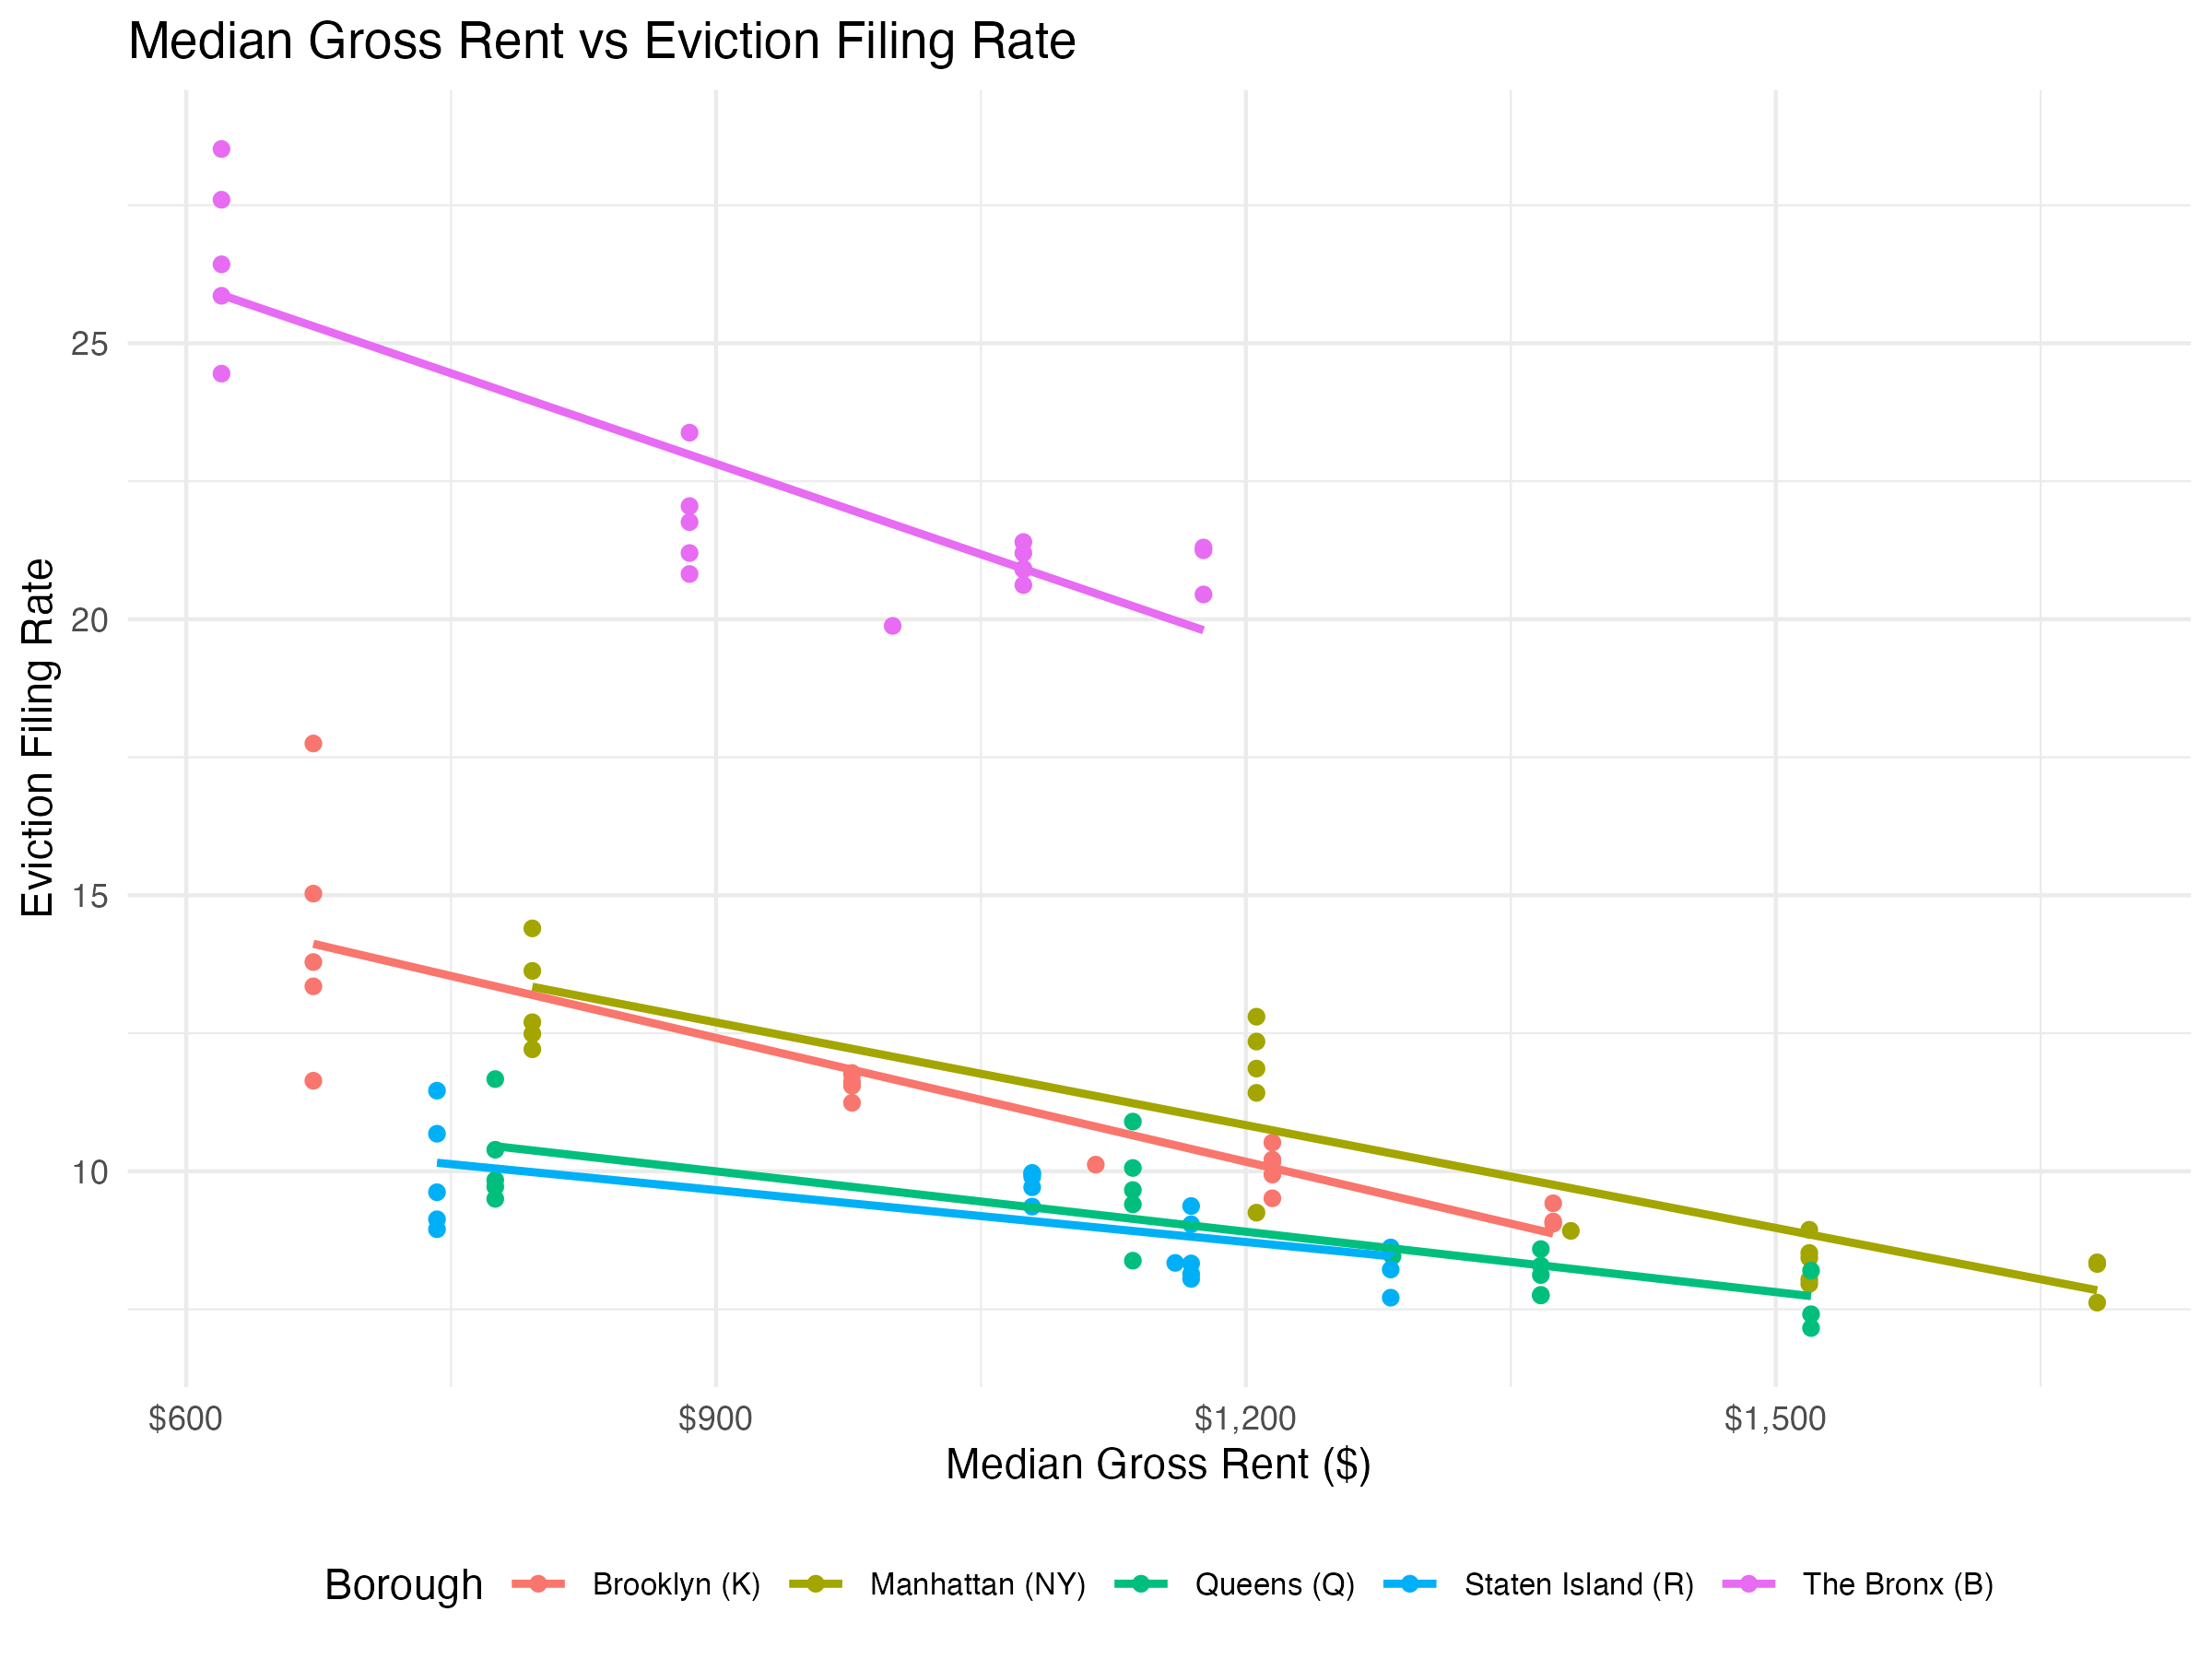 Median Gross Rent vs Eviction Filing Rate
Eviction Filing Rate
25
20
15
10
$600 $900 $1,200 $1,500
Median Gross Rent ($)
Borough Brooklyn (K) Manhattan (NY) Queens (Q) Staten Island (R) The Bronx (B)